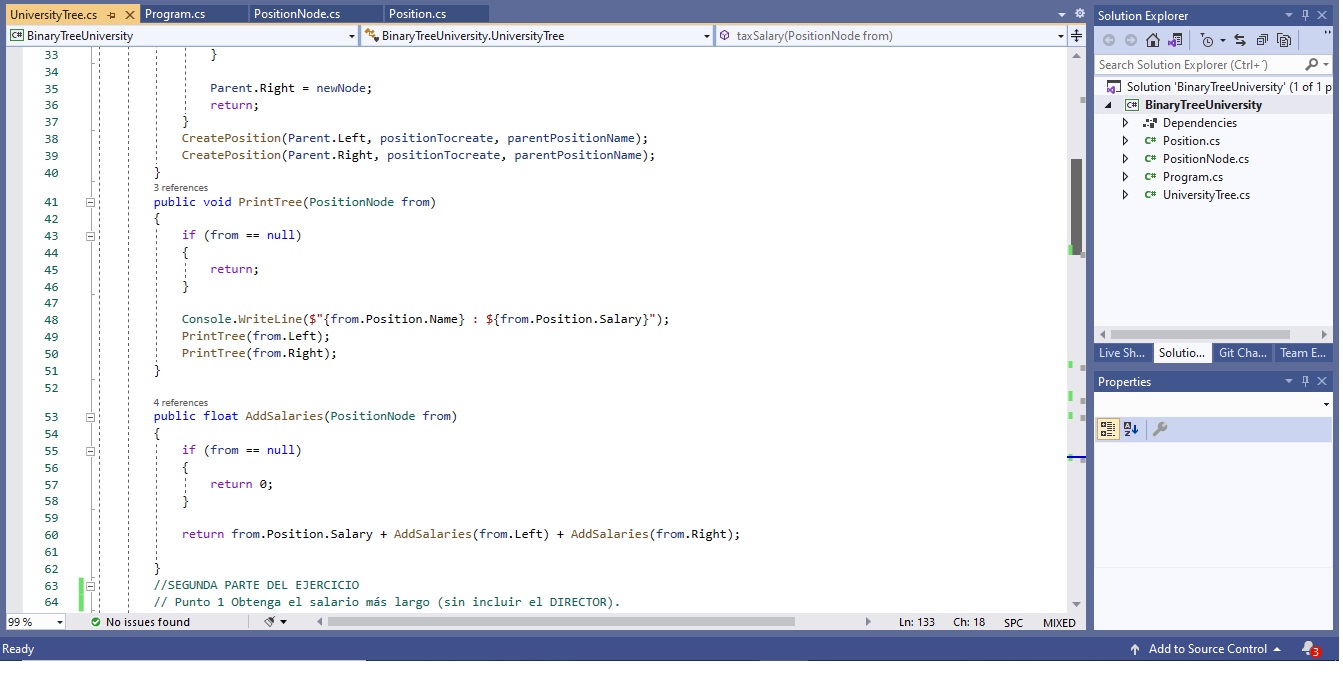 UniversityTree.cs Program.cs PositionNode.cs Position.cs
BinaryTreeUniversity BinaryTreeUniversity.UniversityTree taxSalary(PositionNode from)
33 }
34
35 Parent.Right = newNode;
36 return;
37 }
38 CreatePosition(Parent.Left, positionTocreate, parentPositionName);
39 CreatePosition(Parent.Right, positionTocreate, parentPositionName);
40 }
3 references
41 public void PrintTree(PositionNode from)
42 {
43 if (from == null)
44 {
45 return;
46 }
47
48 Console.WriteLine($"{from.Position.Name} : ${from.Position.Salary}");
49 PrintTree(from.Left);
50 PrintTree(from.Right);
51 }
52
4 references
53 public float AddSalaries(PositionNode from)
54 {
55 if (from == null)
56 {
57 return 0;
58 }
59
60 return from.Position.Salary + AddSalaries(from.Left) + AddSalaries(from.Right);
61
62 }
63 //SEGUNDA PARTE DEL EJERCICIO
64 // Punto 1 Obtenga el salario más largo (sin incluir el DIRECTOR).
99 % No issues found Ln: 133 Ch: 18 SPC MIXED
Solution Explorer
Search Solution Explorer (Ctrl+´)
Solution 'BinaryTreeUniversity' (1 of 1 p
C# BinaryTreeUniversity
Dependencies
C# Position.cs
C# PositionNode.cs
C# Program.cs
C# UniversityTree.cs
Live Sh... Solutio... Git Cha... Team E...
Properties
Ready Add to Source Control 3